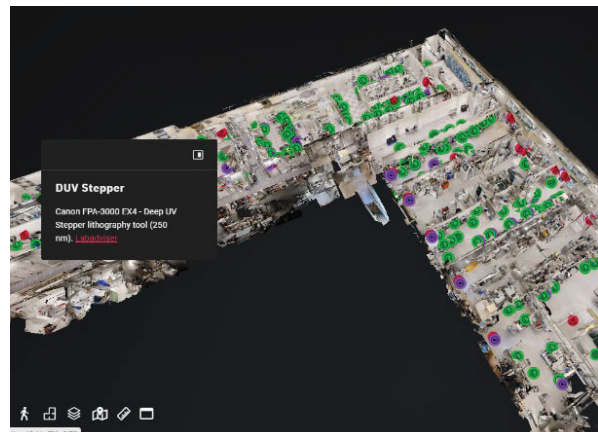 DUV Stepper
Canon FPA-3000 EX4 - Deep UV
Stepper lithography tool (250
nm). Labadviser